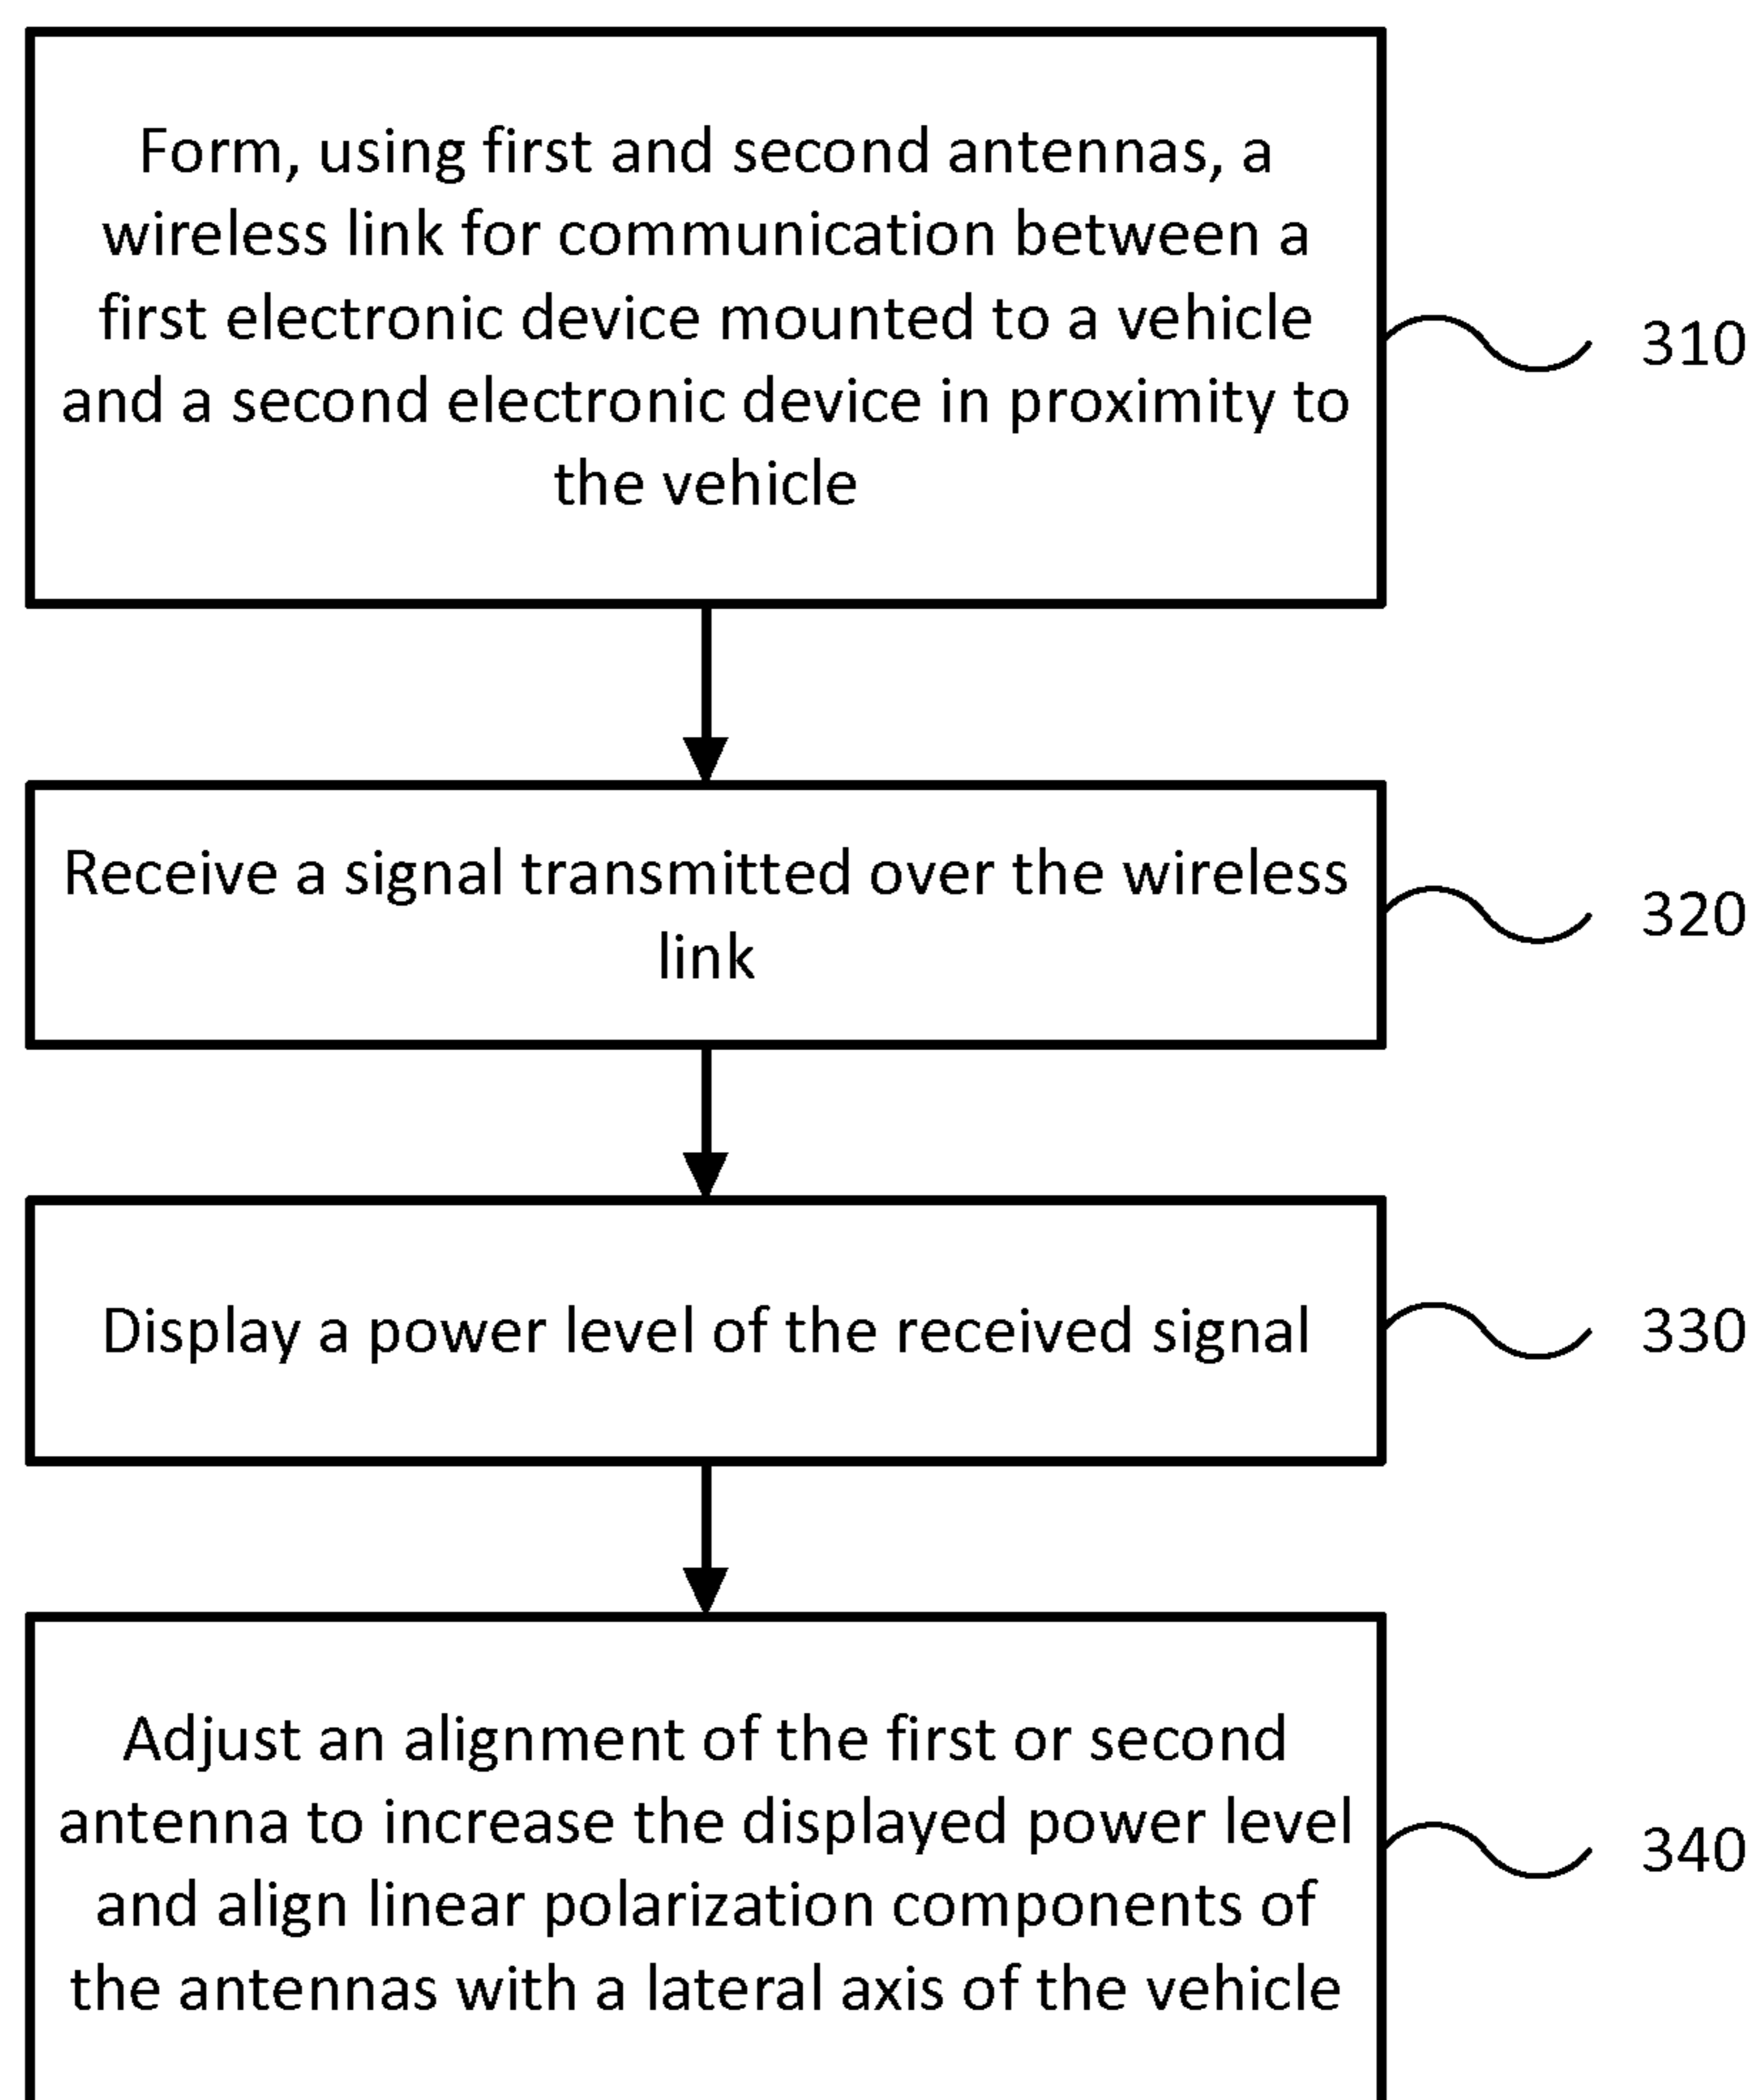 Form, using first and second antennas, a
wireless link for communication between a
first electronic device mounted to a vehicle
and a second electronic device in proximity to
the vehicle
310
Receive a signal transmitted over the wireless
link
320
Display a power level of the received signal
330
Adjust an alignment of the first or second
antenna to increase the displayed power level
and align linear polarization components of
the antennas with a lateral axis of the vehicle
340